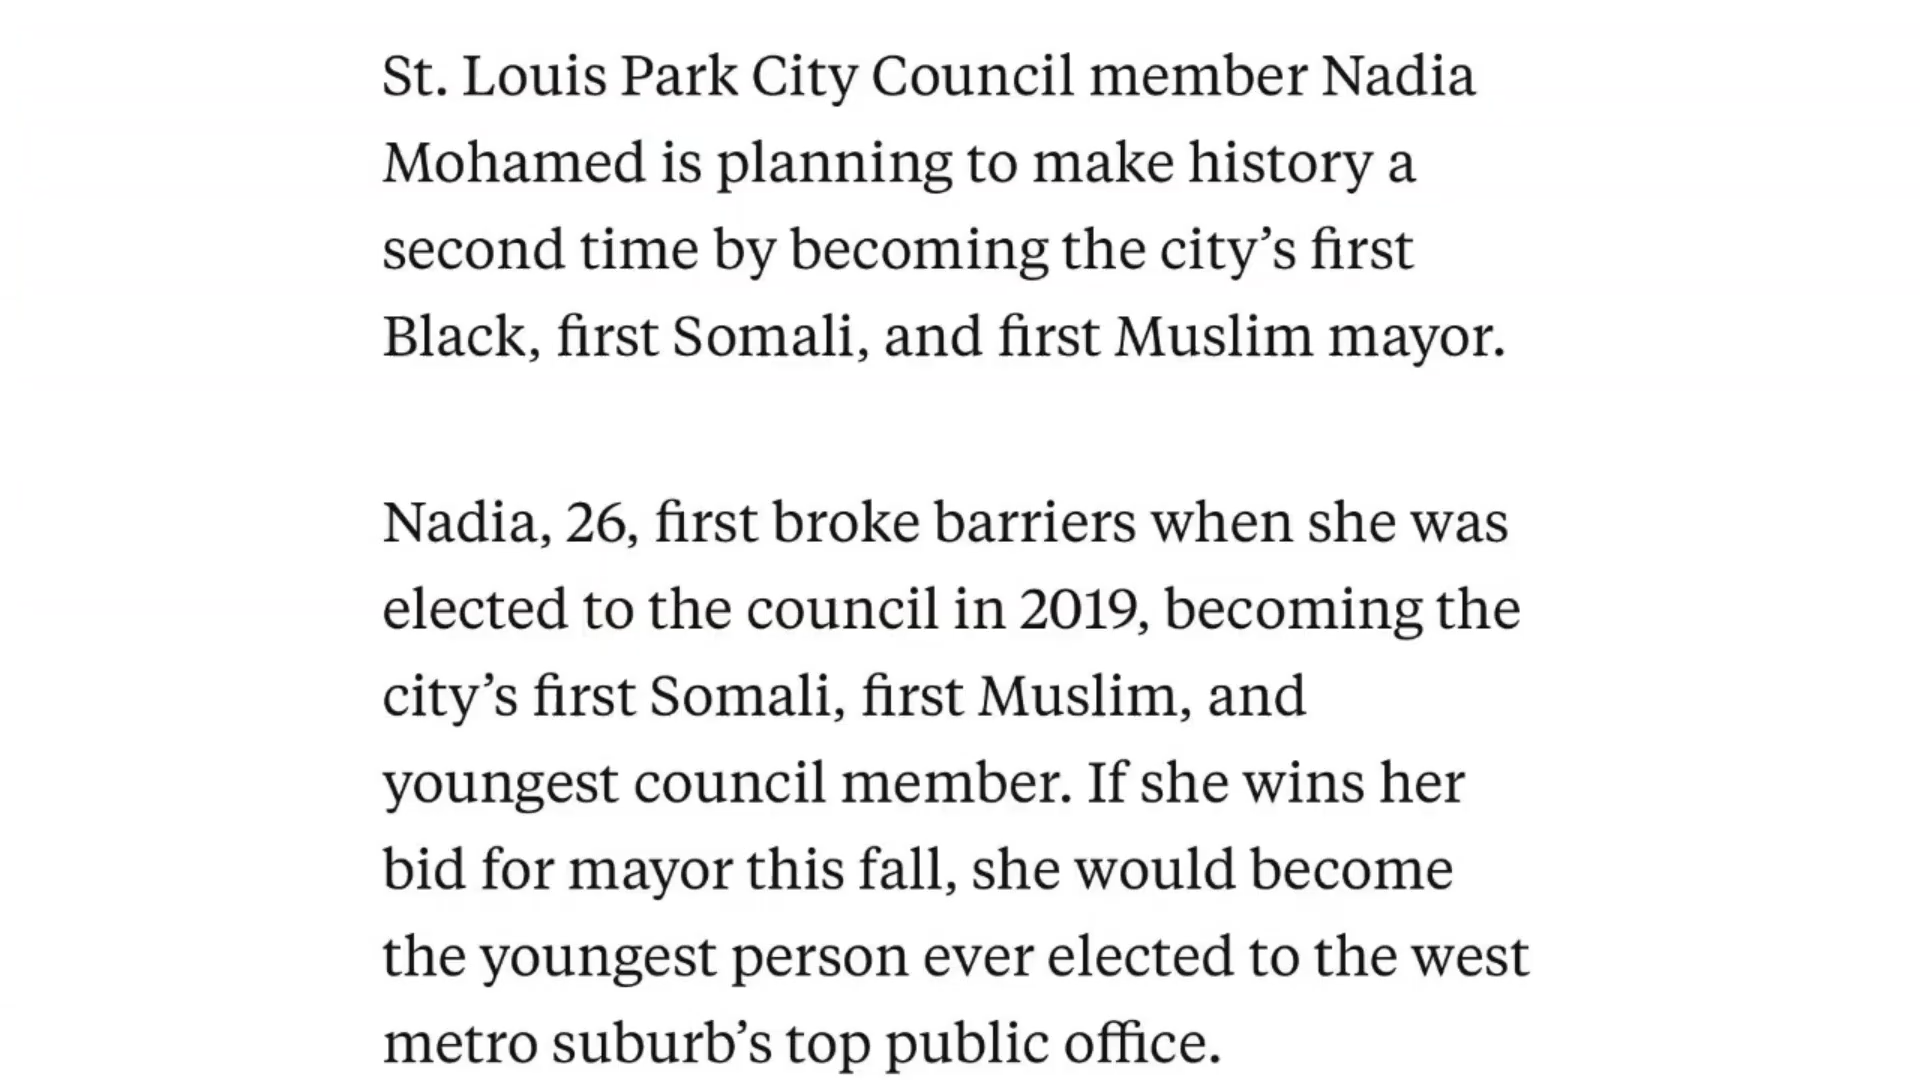 St. Louis Park City Council member Nadia
Mohamed is planning to make history a
second time by becoming the city’s first
Black, first Somali, and first Muslim mayor.
Nadia, 26, first broke barriers when she was
elected to the council in 2019, becoming the
city’s first Somali, first Muslim, and
youngest council member. If she wins her
bid for mayor this fall, she would become
the youngest person ever elected to the west
metro suburb’s top public office.